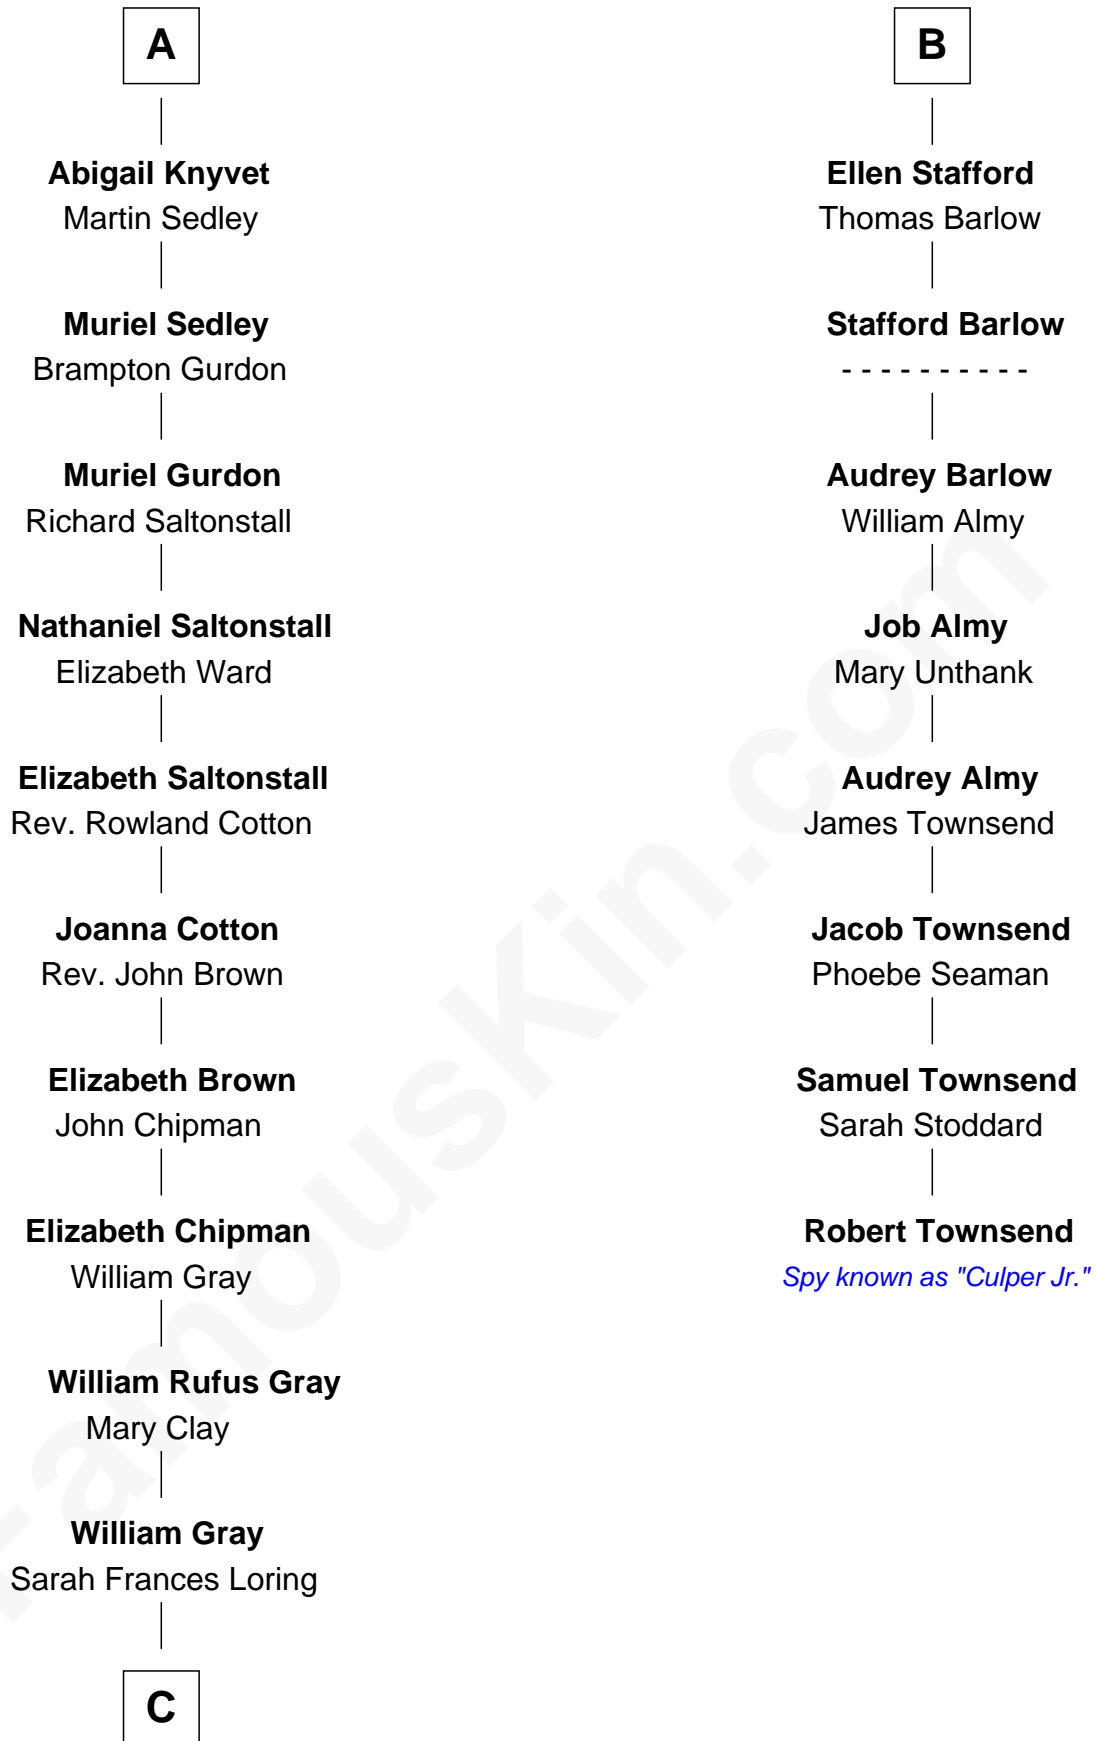 A
Abigail Knyvet
Martin Sedley
Muriel Sedley
Brampton Gurdon
Muriel Gurdon
Richard Saltonstall
Nathaniel Saltonstall
Elizabeth Ward
Elizabeth Saltonstall
Rev. Rowland Cotton
Joanna Cotton
Rev. John Brown
Elizabeth Brown
John Chipman
Elizabeth Chipman
William Gray
William Rufus Gray
Mary Clay
William Gray
Sarah Frances Loring
C
B
Ellen Stafford
Thomas Barlow
Stafford Barlow
- - - - - - - - - -
Audrey Barlow
William Almy
Job Almy
Mary Unthank
Audrey Almy
James Townsend
Jacob Townsend
Phoebe Seaman
Samuel Townsend
Sarah Stoddard
Robert Townsend
Spy known as "Culper Jr."
FamousKin.com